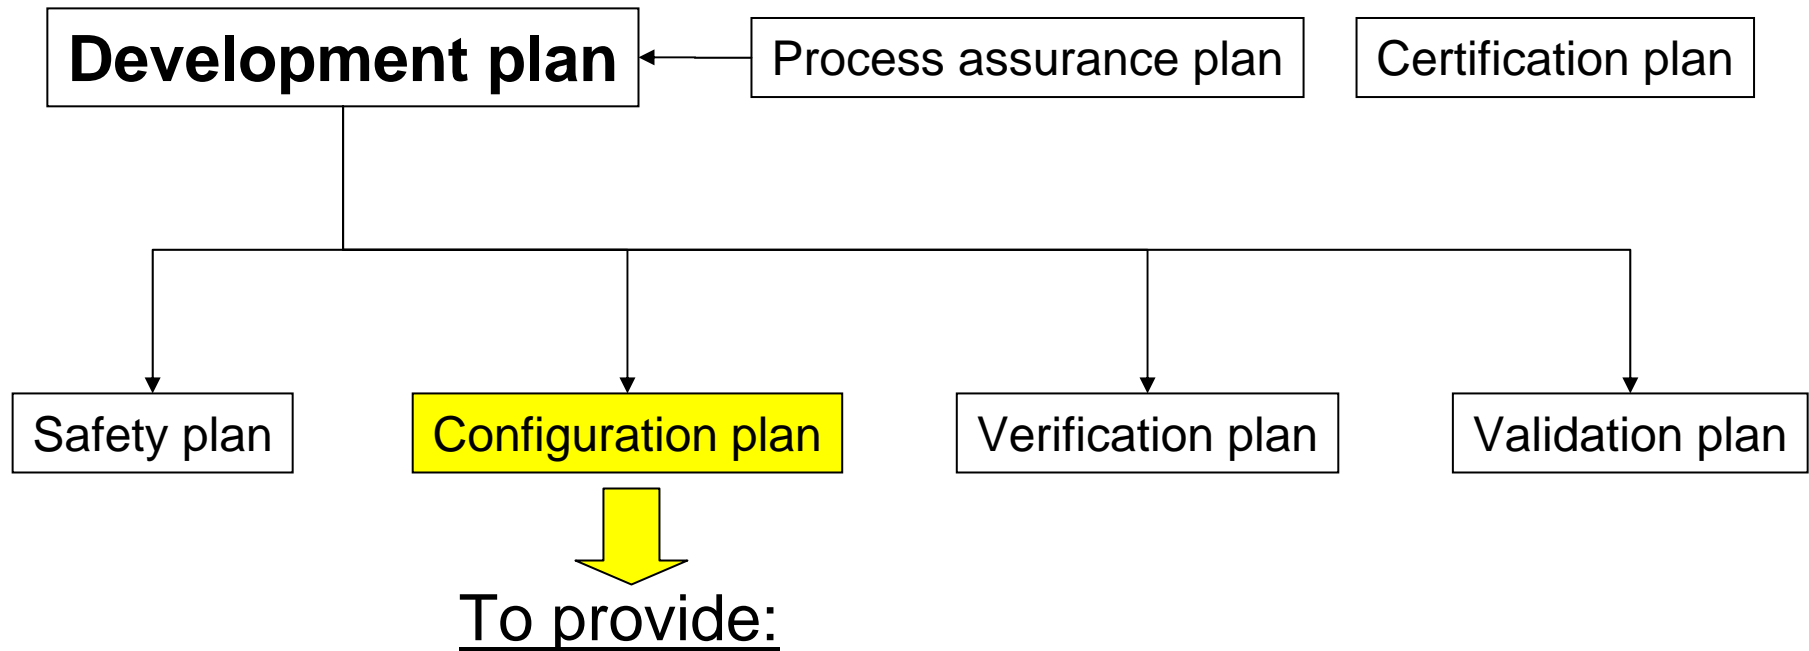 Development plan
Process assurance plan
Certification plan
Safety plan
Configuration plan
Verification plan
Validation plan
To provide: